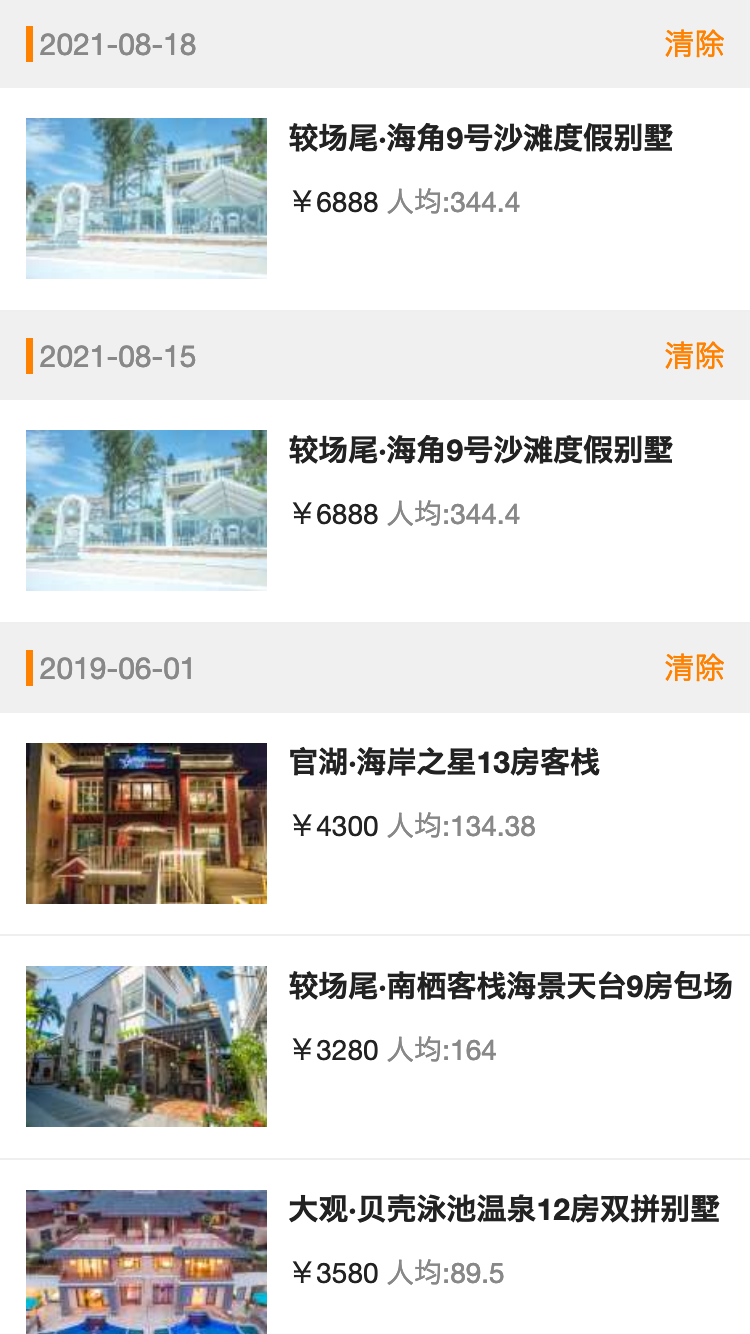 2021-08-18 清除
较场尾·海角9号沙滩度假别墅
￥6888 人均:344.4
2021-08-15 清除
较场尾·海角9号沙滩度假别墅
￥6888 人均:344.4
2019-06-01 清除
官湖·海岸之星13房客栈
￥4300 人均:134.38
较场尾·南栖客栈海景天台9房包场
￥3280 人均:164
大观·贝壳泳池温泉12房双拼别墅
￥3580 人均:89.5